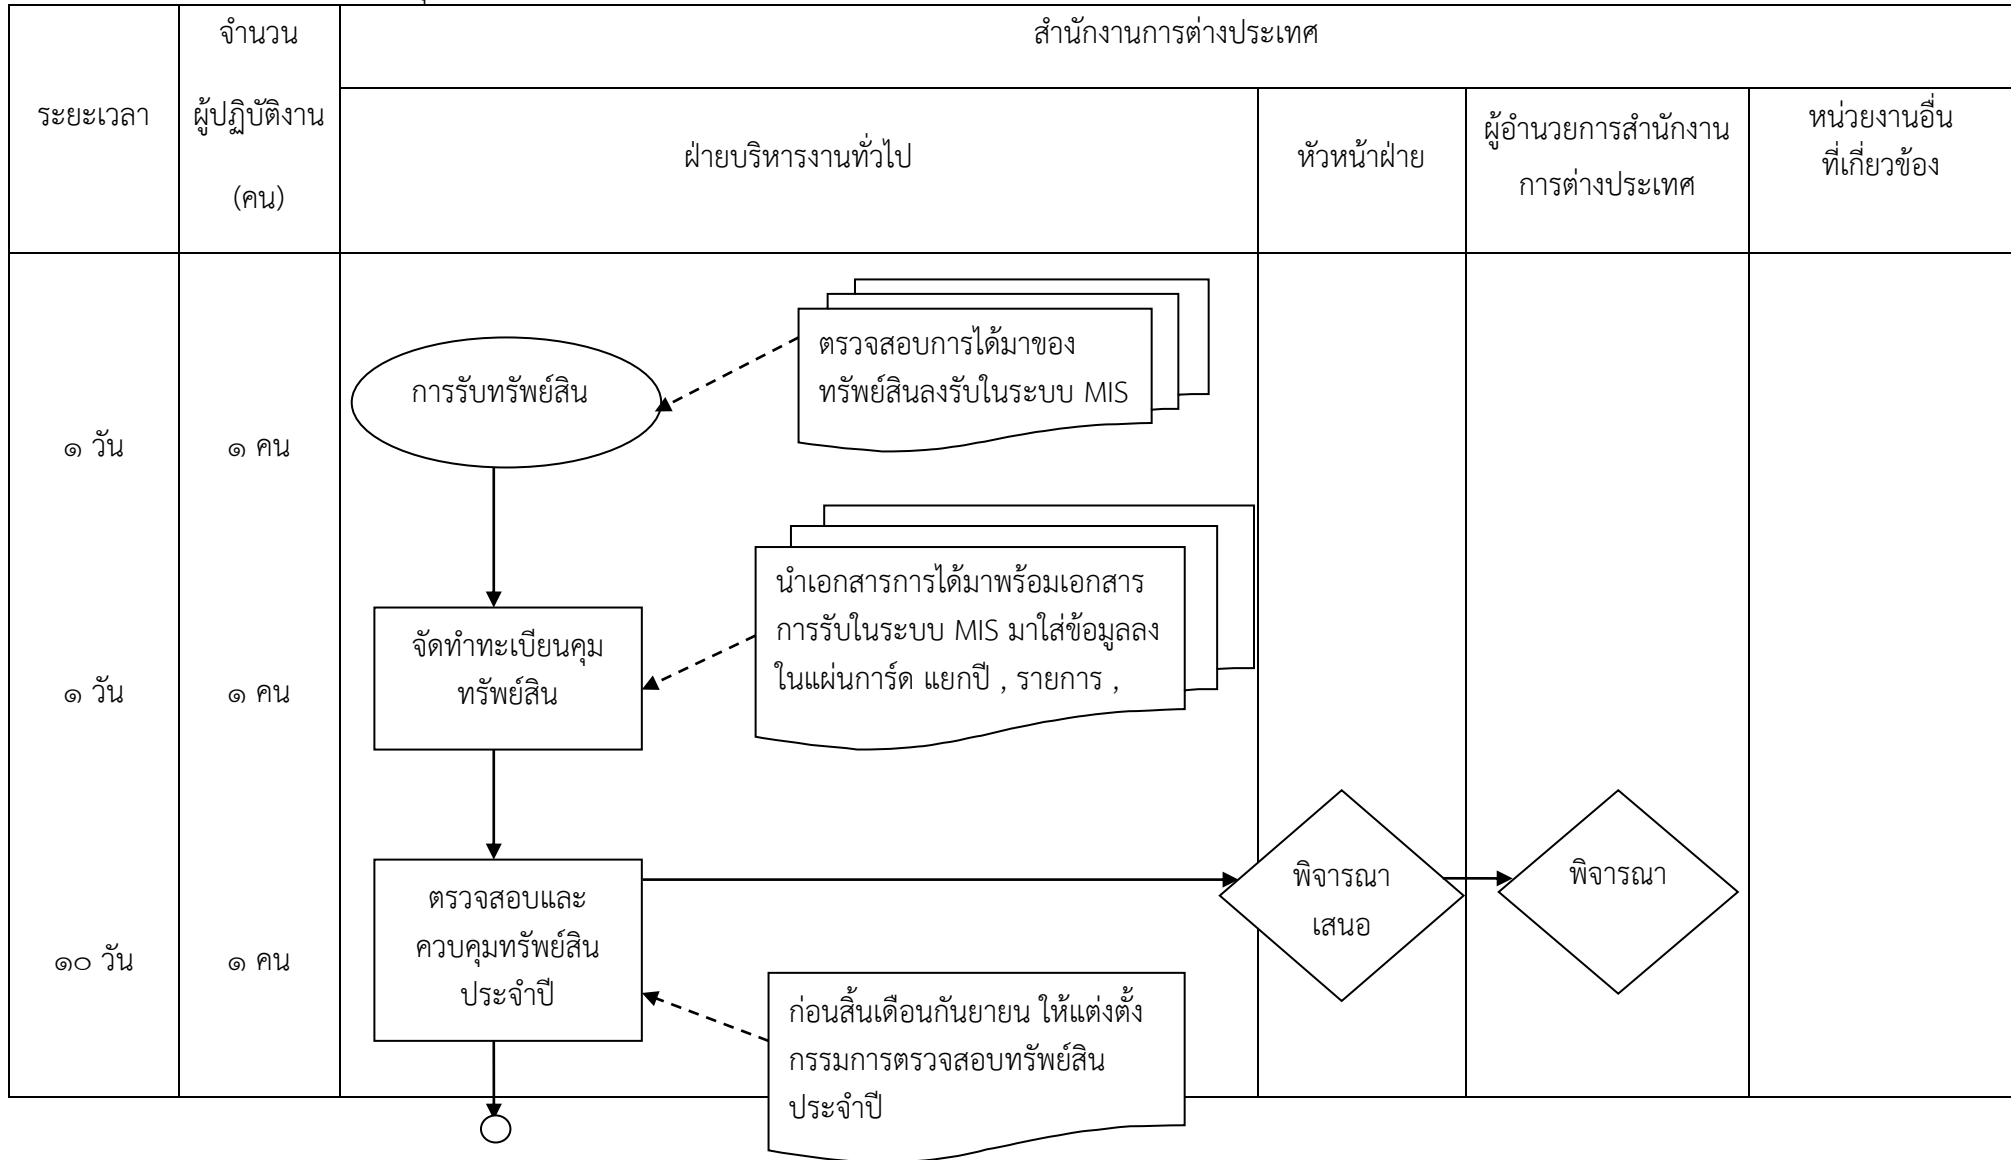 ระยะเวลา
จำนวน
ผู้ปฏิบัติงาน
(คน)
สำนักงานการต่างประเทศ
ฝ่ายบริหารงานทั่วไป
หัวหน้าฝ่าย
ผู้อำนวยการสำนักงาน
การต่างประเทศ
หน่วยงานอื่น
ที่เกี่ยวข้อง
๑ วัน
๑ คน
การรับทรัพย์สิน
ตรวจสอบการได้มาของ
ทรัพย์สินลงรับในระบบ MIS
๑ วัน
๑ คน
จัดทำทะเบียนคุม
ทรัพย์สิน
นำเอกสารการได้มาพร้อมเอกสาร
การรับในระบบ MIS มาใส่ข้อมูลลง
ในแผ่นการ์ด แยกปี , รายการ ,
๑๐ วัน
๑ คน
ตรวจสอบและ
ควบคุมทรัพย์สิน
ประจำปี
พิจารณา
เสนอ
พิจารณา
ก่อนสิ้นเดือนกันยายน ให้แต่งตั้ง
กรรมการตรวจสอบทรัพย์สิน
ประจำปี